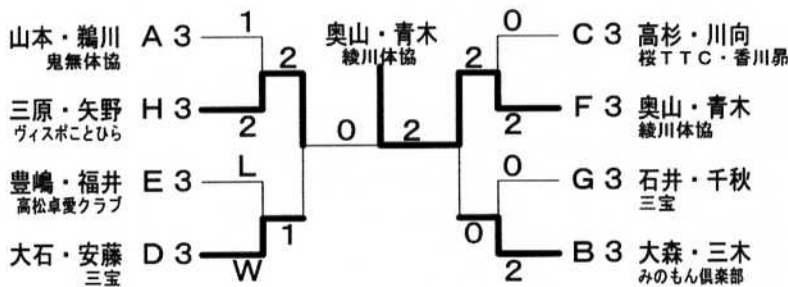 山本・鵜川 A 3 1
鬼無体協
2
三原・矢野 H 3 2
ヴィスポことひら
豊嶋・福井 E 3 L
高松卓愛クラブ
1
大石・安藤 D 3 W
三宝
奥山・青木
綾川体協
0 2
0 C 3 高杉・川向
桜TTC・香川昴
2
2 F 3 奥山・青木
綾川体協
0 G 3 石井・千秋
三宝
0
2 B 3 大森・三木
みのもん倶楽部